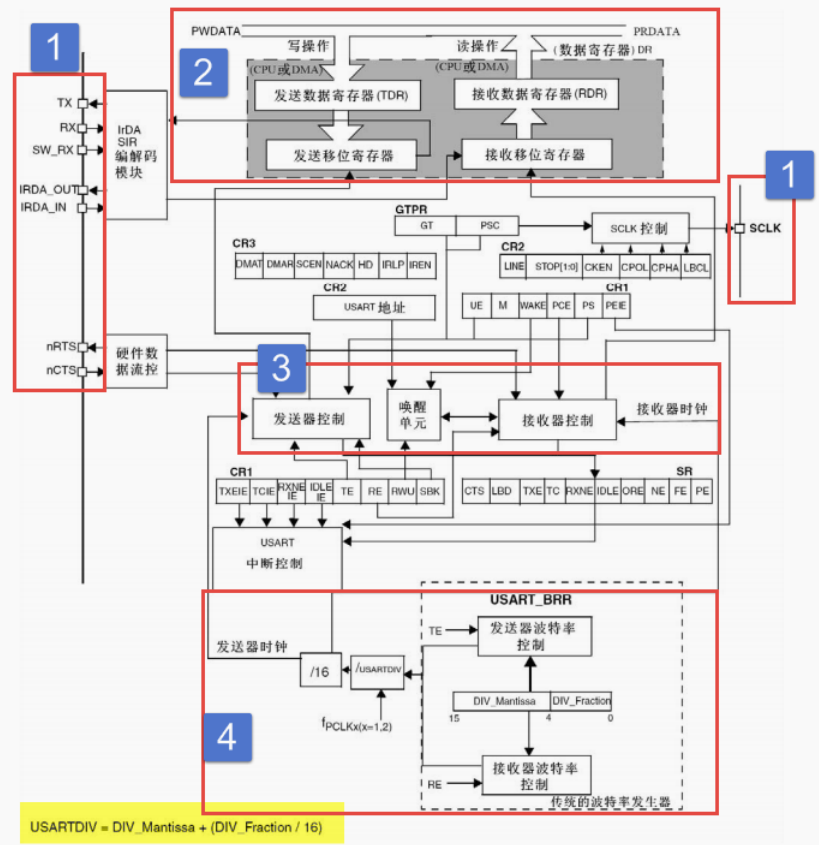 PWDATA
PRDATA
1
写操作
读操作
(数据寄存器) DR
2
(CPU或DMA)
(CPU或DMA)
TX
发送数据寄存器(TDR)
接收数据寄存器(RDR)
RX
IrDA
SIR
编解码
模块
SW_RX
发送移位寄存器
接收移位寄存器
IRDA_OUT
IRDA_IN
1
GTPR
GT
PSC
SCLK 控制
SCLK
CR3
CR2
DMAT
DMAR
SCEN
NACK
HD
IRLP
IREN
LINE
STOP[1:0]
CKEN
CPOL
CPHA
LBCL
CR2
CR1
USART 地址
UE
M
WAKE
PCE
PS
PEIE
nRTS
nCTS
硬件数
据流控
3
发送器控制
唤醒
单元
接收器控制
接收器时钟
CR1
SR
TXEIE
TCIE
RXNE
IE
IDLE
IE
TE
RE
RWU
SBK
CTS
LBD
TXE
TC
RXNE
IDLE
ORE
NE
FE
PE
USART
中断控制
USART_BRR
发送器时钟
TE
发送器波特率
控制
/16
/USARTDIV
DIV_Mantissa
DIV_Fraction
15
4
0
fPCLKx(x=1,2)
4
接收器波特率
控制
RE
传统的波特率发生器
USARTDIV = DIV_Mantissa + (DIV_Fraction / 16)